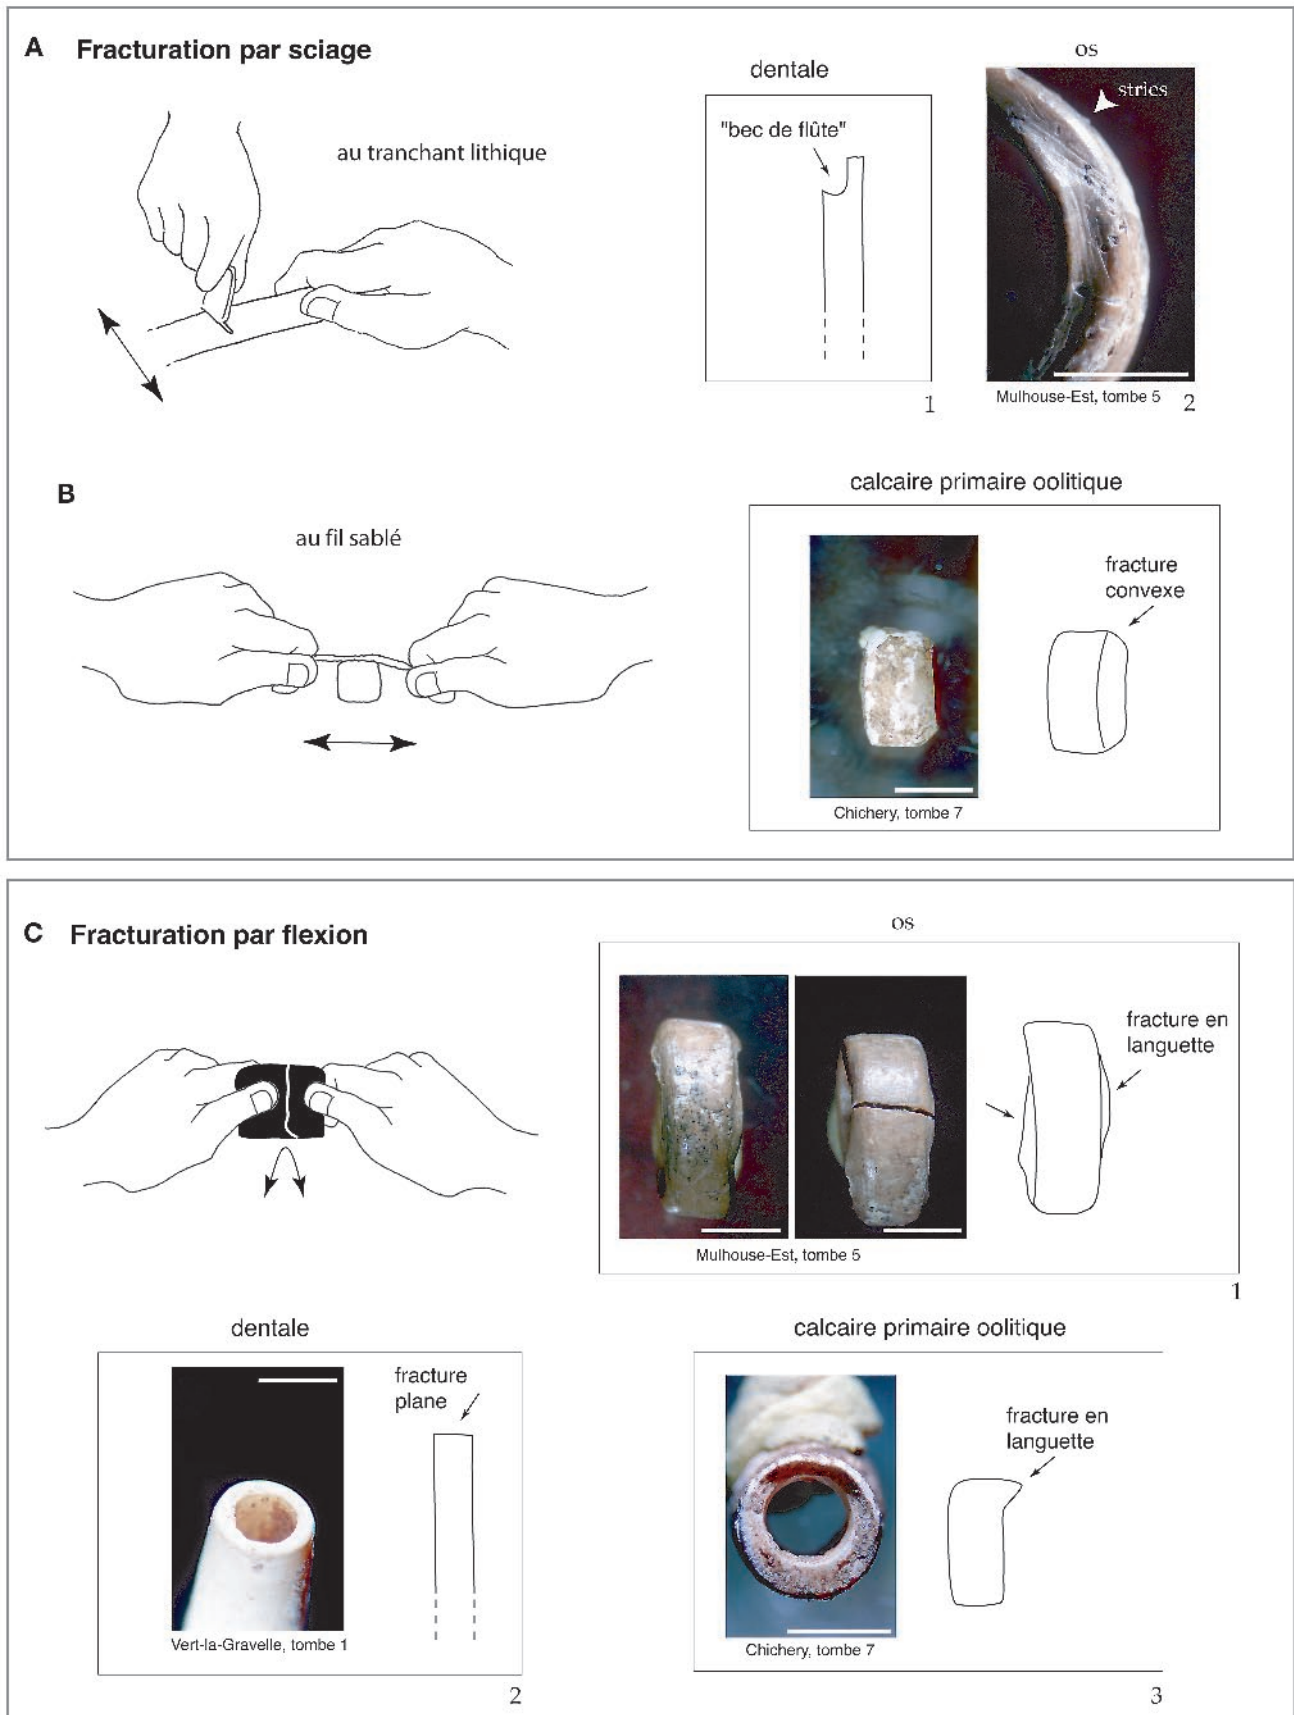 A Fracturation par sciage
au tranchant lithique
dentale
"bec de flûte"
1
os
stries
Mulhouse-Est, tombe 5
2
B
au fil sablé
calcaire primaire oolitique
fracture
convexe
Chichery, tombe 7
C Fracturation par flexion
os
fracture en
languette
Mulhouse-Est, tombe 5
1
dentale
fracture
plane
Vert-la-Gravelle, tombe 1
2
calcaire primaire oolitique
fracture en
languette
Chichery, tombe 7
3